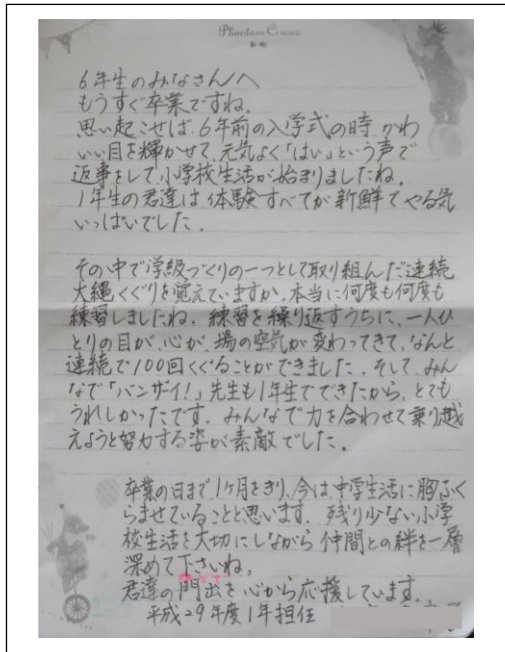 Phantom Circus
6年生のみなさんへ
もうすぐ卒業ですね。
思い起こせば、6年前の入学式の時 かわ
いい目を輝かせて、元気よく「はい」という声で
返事をして小学校生活が始まりましたね。
1年生の君達は、体験すべてが新鮮でやる気
いっぱいでした。
その中で学級づくりの一つとして取り組んだ連続
大縄くぐりを覚えていますか。本当に何度も何度も
練習しましたね。練習を繰り返すうちに、一人ひ
とりの目が、心が、場の空気が変わってきて、なんと
連続で100回くぐることができました。そして、みん
なで「バンザイ!」先生も1年生でできたから、とても
うれしかったです。みんなで力を合わせて乗り越
えようと努力する姿が素敵でした。
卒業の日まで、1ヶ月をきり、今は、中学生活に胸ふく
らませていることと思います。残り少ない小学
校生活を大切にしながら仲間との絆を一層
深めて下さいね。
君達の門出を心から応援しています。
平成29年度1年担任